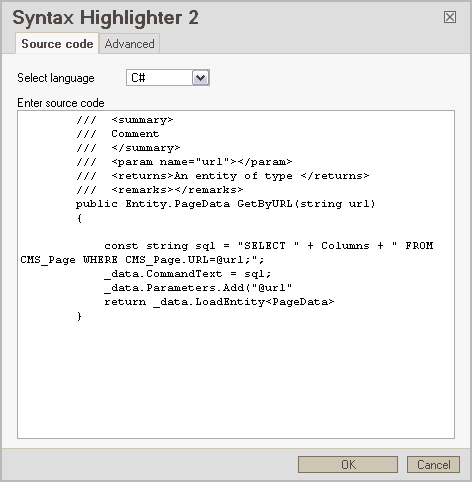 Syntax Highlighter 2
Source code Advanced
Select language C#
Enter source code
/// <summary>
/// Comment
/// </summary>
/// <param name="url"></param>
/// <returns>An entity of type </returns>
/// <remarks></remarks>
public Entity.PageData GetByURL(string url)
{
const string sql = "SELECT " + Columns + " FROM
CMS_Page WHERE CMS_Page.URL=@url;";
_data.CommandText = sql;
_data.Parameters.Add("@url"
return _data.LoadEntity<PageData>
}
OK Cancel